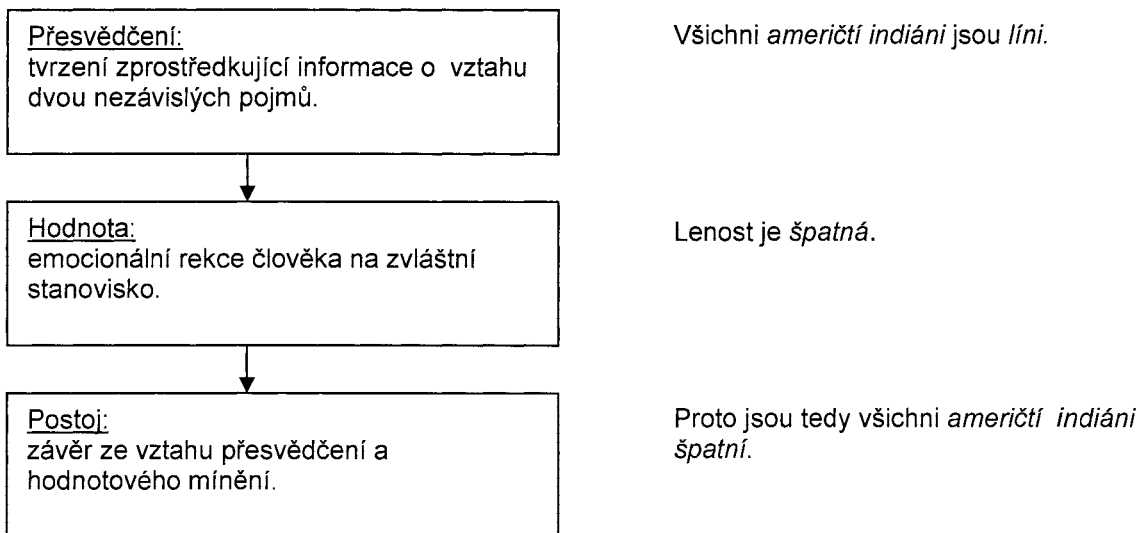 Přesvědčení:
tvrzení zprostředkující informace o vztahu
dvou nezávislých pojmů.
Všichni američtí indiáni jsou líni.
Hodnota:
emocionální rekce člověka na zvláštní
stanovisko.
Lenost je špatná.
Postoj:
závěr ze vztahu přesvědčení a
hodnotového mínění.
Proto jsou tedy všichni američtí indiáni
špatní.